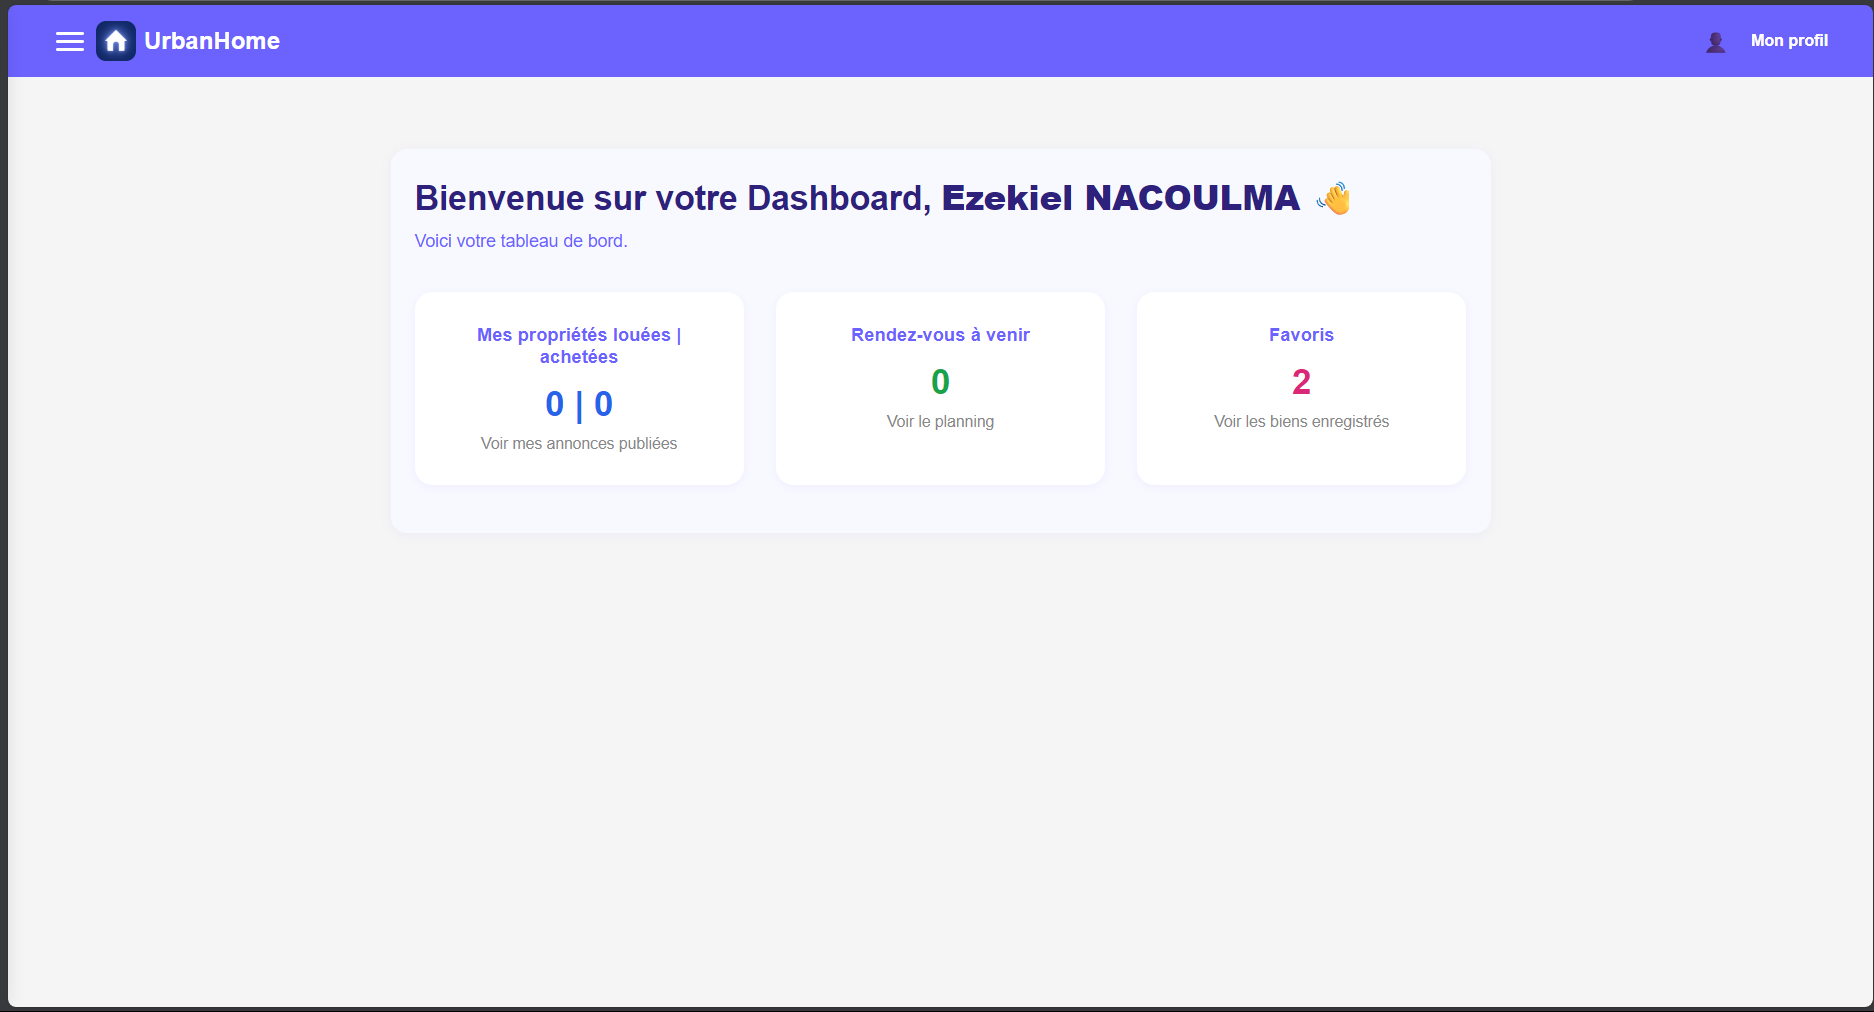 UrbanHome
Mon profil
Bienvenue sur votre Dashboard, Ezekiel NACOULMA 👋
Voici votre tableau de bord.
Mes propriétés louées |
achetées
0 | 0
Voir mes annonces publiées
Rendez-vous à venir
0
Voir le planning
Favoris
2
Voir les biens enregistrés